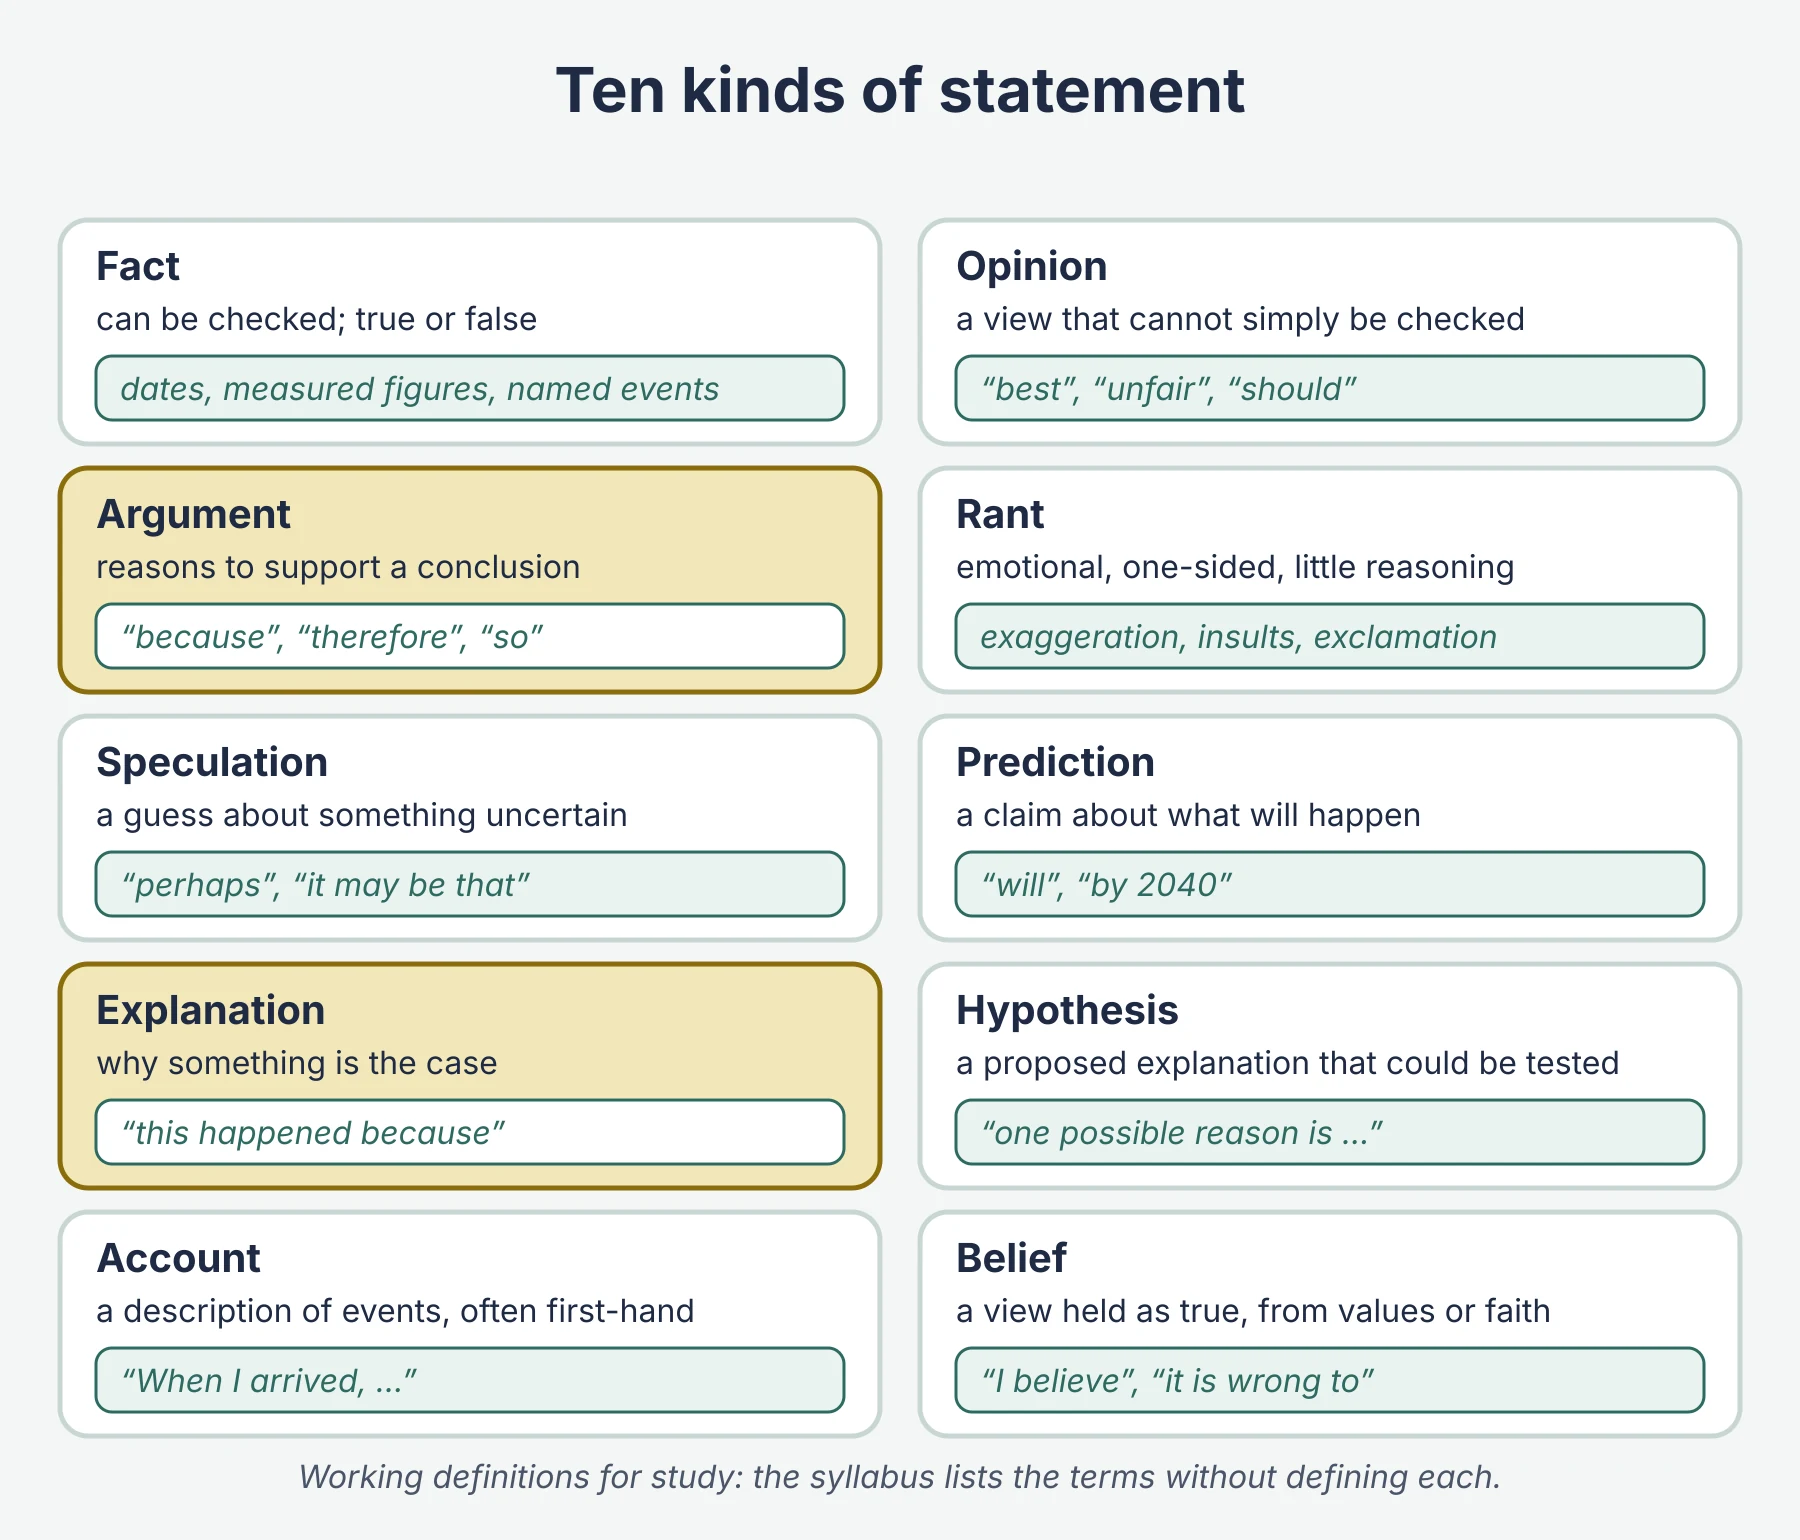 Ten kinds of statement
Fact
can be checked; true or false
dates, measured figures, named events
Opinion
a view that cannot simply be checked
“best”, “unfair”, “should”
Argument
reasons to support a conclusion
“because”, “therefore”, “so”
Rant
emotional, one-sided, little reasoning
exaggeration, insults, exclamation
Speculation
a guess about something uncertain
“perhaps”, “it may be that”
Prediction
a claim about what will happen
“will”, “by 2040”
Explanation
why something is the case
“this happened because”
Hypothesis
a proposed explanation that could be tested
“one possible reason is …”
Account
a description of events, often first-hand
“When I arrived, …”
Belief
a view held as true, from values or faith
“I believe”, “it is wrong to”
Working definitions for study: the syllabus lists the terms without defining each.